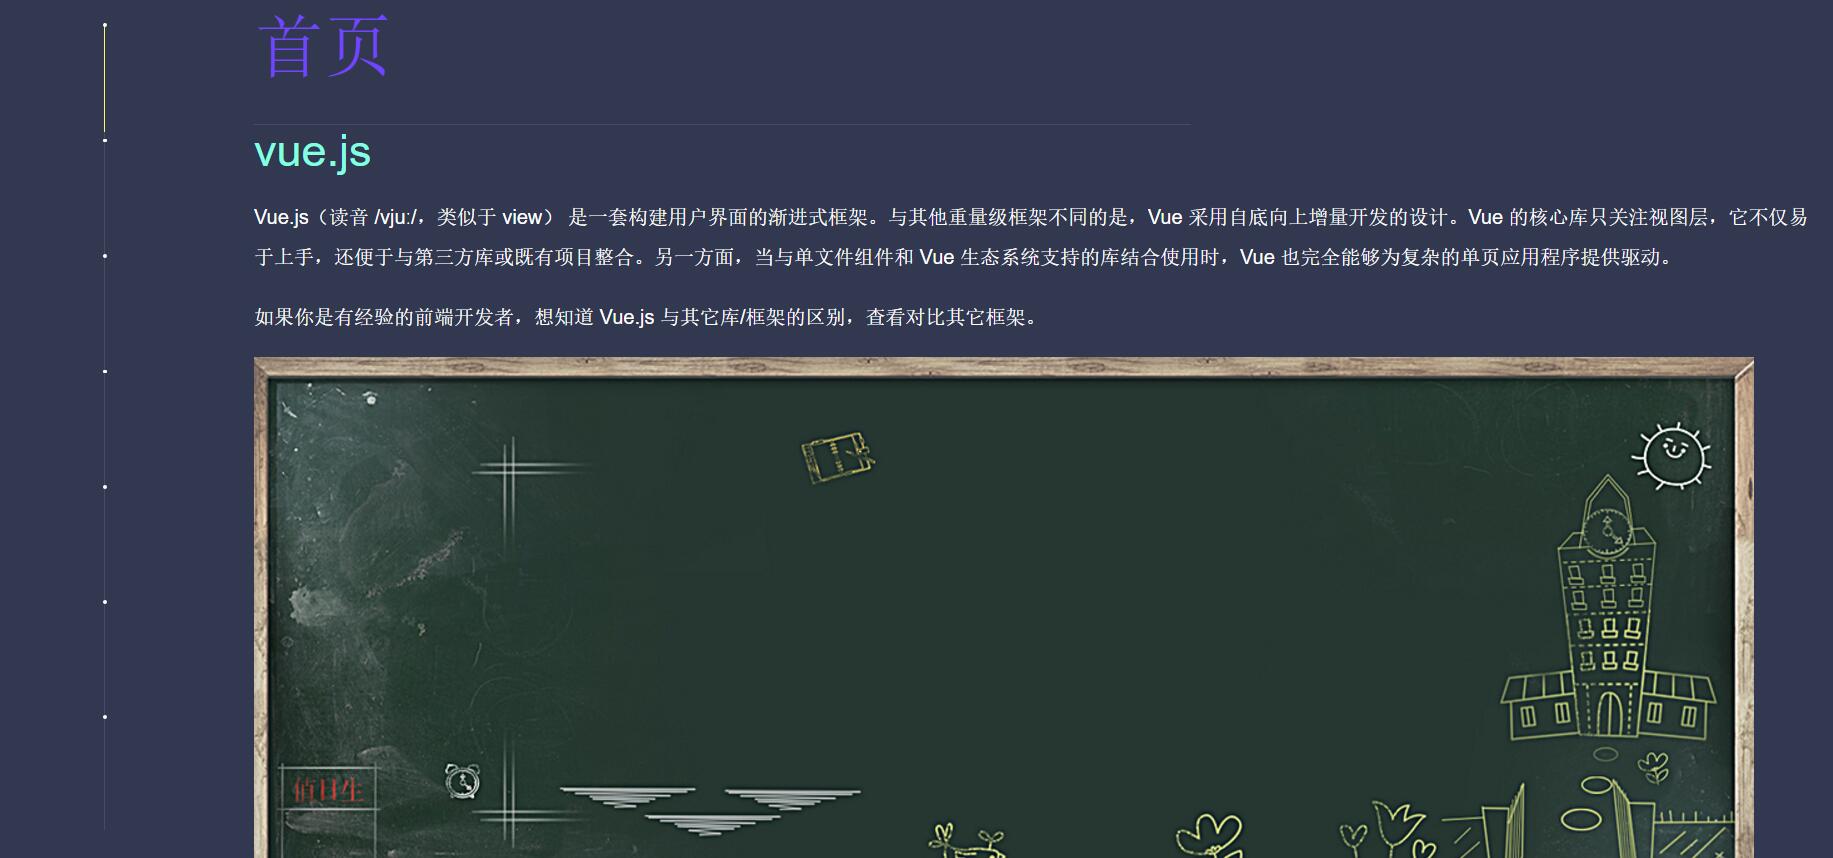 首页
vue.js
Vue.js（读音 /vjuː/，类似于 view） 是一套构建用户界面的渐进式框架。与其他重量级框架不同的是，Vue 采用自底向上增量开发的设计。Vue 的核心库只关注视图层，它不仅易
于上手，还便于与第三方库或既有项目整合。另一方面，当与单文件组件和 Vue 生态系统支持的库结合使用时，Vue 也完全能够为复杂的单页应用程序提供驱动。
如果你是有经验的前端开发者，想知道 Vue.js 与其它库/框架的区别，查看对比其它框架。
值日生